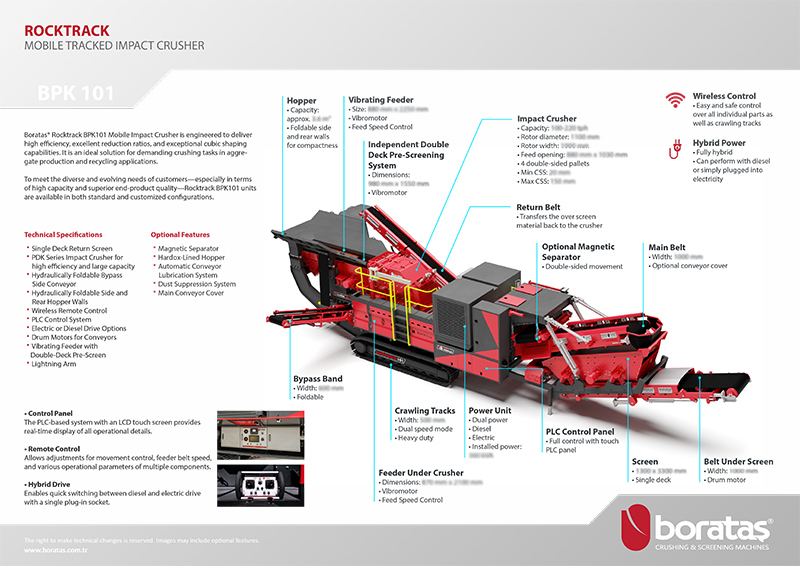 ROCKTRACK
MOBILE TRACKED IMPACT CRUSHER
BPK 101
Boratas® Rocktrack BPK101 Mobile Impact Crusher is engineered to deliver
high efficiency, excellent reduction ratios, and exceptional cubic shaping
capabilities. It is an ideal solution for demanding crushing tasks in aggre-
gate production and recycling applications.
To meet the diverse and evolving needs of customers—especially in terms
of high capacity and superior end-product quality—Rocktrack BPK101 units
are available in both standard and customized configurations.
Technical Specifications
* Single Deck Return Screen
* PDK Series Impact Crusher for
high efficiency and large capacity
* Hydraulically Foldable Bypass
Side Conveyor
* Hydraulically Foldable Side and
Rear Hopper Walls
* Wireless Remote Control
* PLC Control System
* Electric or Diesel Drive Options
* Drum Motors for Conveyors
* Vibrating Feeder with
Double-Deck Pre-Screen
* Lightning Arm
Optional Features
* Magnetic Separator
* Hardox-Lined Hopper
* Automatic Conveyor
Lubrication System
* Dust Suppression System
* Main Conveyor Cover
• Control Panel
The PLC-based system with an LCD touch screen provides
real-time display of all operational details.
• Remote Control
Allows adjustments for movement control, feeder belt speed,
and various operational parameters of multiple components.
• Hybrid Drive
Enables quick switching between diesel and electric drive
with a single plug-in socket.
Hopper
• Capacity:
approx.
• Foldable side
and rear walls
for compactness
Vibrating Feeder
• Size:
• Vibromotor
• Feed Speed Control
Independent Double
Deck Pre-Screening
System
• Dimensions:
• Vibromotor
Impact Crusher
• Capacity:
• Rotor diameter:
• Rotor width:
• Feed opening:
• 4 double-sided pallets
• Min CSS:
• Max CSS:
Return Belt
• Transfers the over screen
material back to the crusher
Wireless Control
• Easy and safe control
over all individual parts as
well as crawling tracks
Hybrid Power
• Fully hybrid
• Can perform with diesel
or simply plugged into
electricity
Optional Magnetic
Separator
• Double-sided movement
Main Belt
• Width:
• Optional conveyor cover
Bypass Band
• Width:
• Foldable
Crawling Tracks
• Width:
• Dual speed mode
• Heavy duty
Power Unit
• Dual power
• Diesel
• Electric
• Installed power:
PLC Control Panel
• Full control with touch
PLC panel
Feeder Under Crusher
• Dimensions:
• Vibromotor
• Feed Speed Control
Screen
• Single deck
Belt Under Screen
• Width:
• Drum motor
The right to make technical changes is reserved. Images may include optional features.
www.boratas.com.tr
borataş®
CRUSHING & SCREENING MACHINES